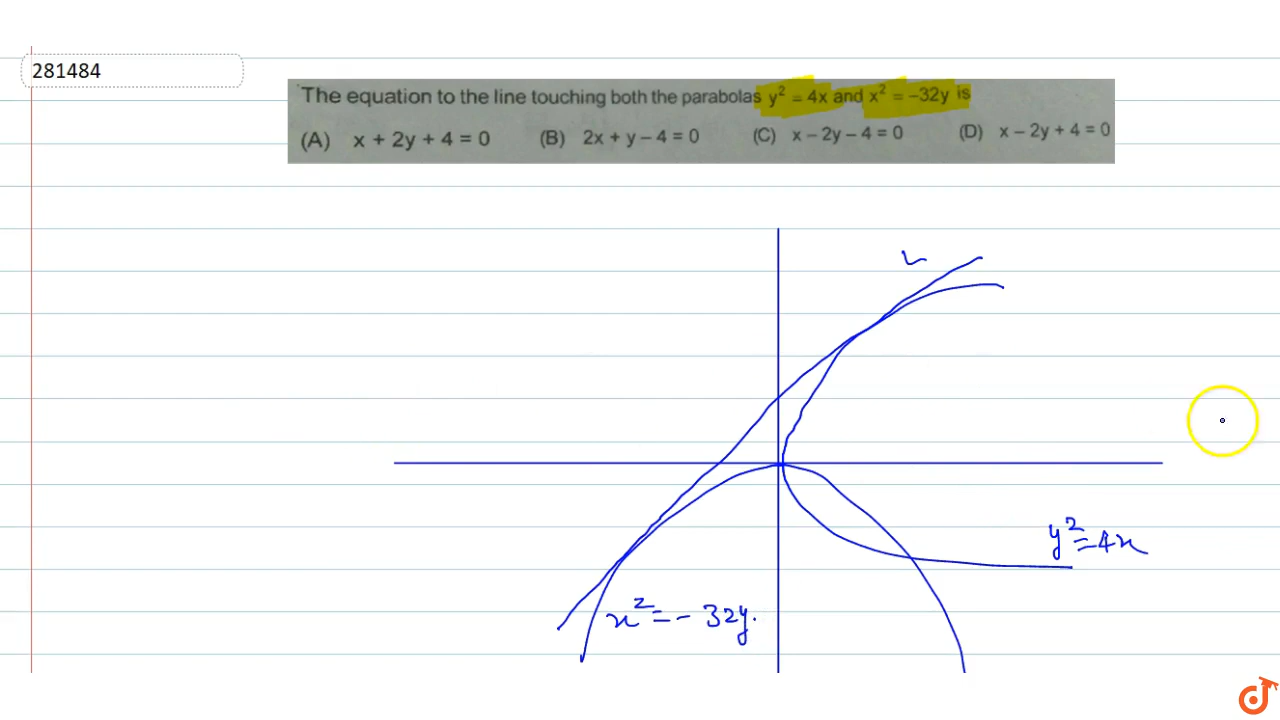 281484
The equation to the line touching both the parabolas y² = 4x and x² = –32y is
(A) x + 2y + 4 = 0 (B) 2x + y – 4 = 0 (C) x – 2y – 4 = 0 (D) x – 2y + 4 = 0
L
y² = 4x
x² = - 32y.